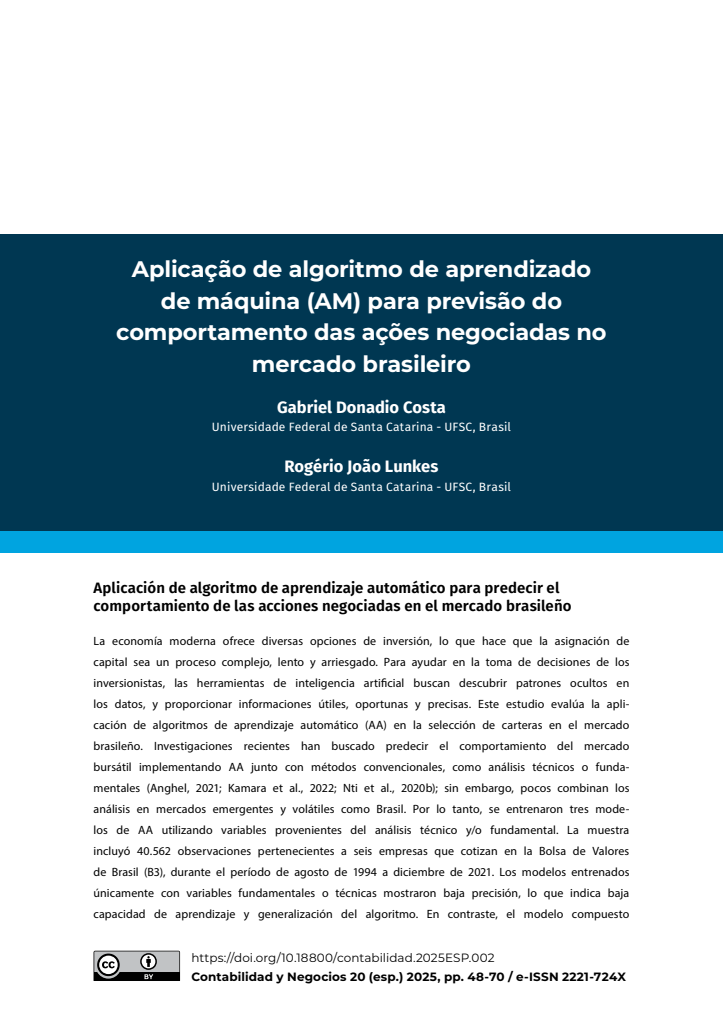 Aplicação de algoritmo de aprendizado
de máquina (AM) para previsão do
comportamento das ações negociadas no
mercado brasileiro
Gabriel Donadio Costa
Universidade Federal de Santa Catarina - UFSC, Brasil
Rogério João Lunkes
Universidade Federal de Santa Catarina - UFSC, Brasil
Aplicación de algoritmo de aprendizaje automático para predecir el
comportamiento de las acciones negociadas en el mercado brasileño
La economía moderna ofrece diversas opciones de inversión, lo que hace que la asignación de
capital sea un proceso complejo, lento y arriesgado. Para ayudar en la toma de decisiones de los
inversionistas, las herramientas de inteligencia artificial buscan descubrir patrones ocultos en
los datos, y proporcionar informaciones útiles, oportunas y precisas. Este estudio evalúa la apli-
cación de algoritmos de aprendizaje automático (AA) en la selección de carteras en el mercado
brasileño. Investigaciones recientes han buscado predecir el comportamiento del mercado
bursátil implementando AA junto con métodos convencionales, como análisis técnicos o funda-
mentales (Anghel, 2021; Kamara et al., 2022; Nti et al., 2020b); sin embargo, pocos combinan los
análisis en mercados emergentes y volátiles como Brasil. Por lo tanto, se entrenaron tres mode-
los de AA utilizando variables provenientes del análisis técnico y/o fundamental. La muestra
incluyó 40.562 observaciones pertenecientes a seis empresas que cotizan en la Bolsa de Valores
de Brasil (B3), durante el período de agosto de 1994 a diciembre de 2021. Los modelos entrenados
únicamente con variables fundamentales o técnicas mostraron baja precisión, lo que indica baja
capacidad de aprendizaje y generalización del algoritmo. En contraste, el modelo compuesto
cc
BY
https://doi.org/10.18800/contabilidad.2025ESP.002
Contabilidad y Negocios 20 (esp.) 2025, pp. 48-70 / e-ISSN 2221-724X